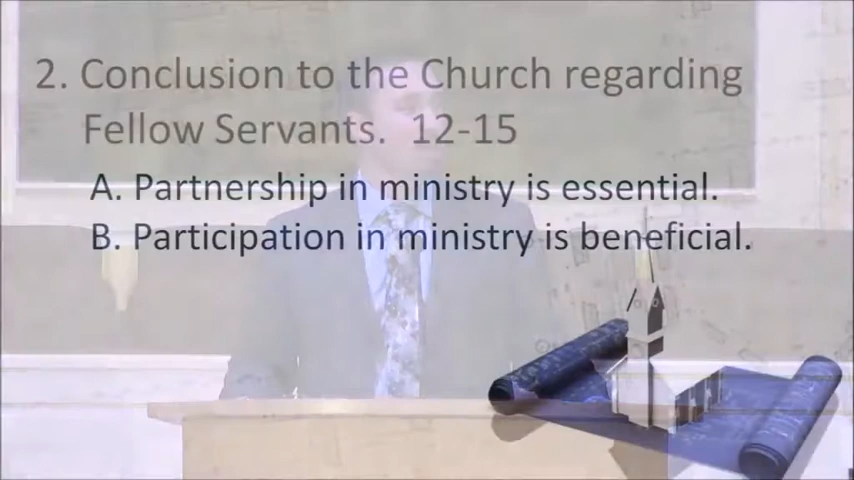 2. Conclusion to the Church regarding
Fellow Servants. 12-15
A. Partnership in ministry is essential.
B. Participation in ministry is beneficial.